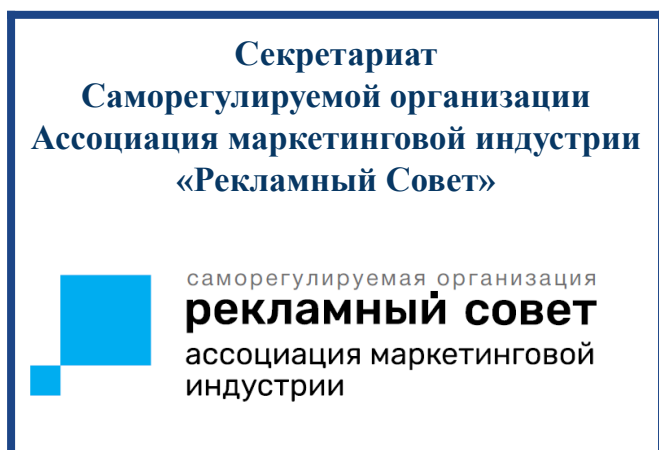 Секретариат
Саморегулируемой организации
Ассоциация маркетинговой индустрии
«Рекламный Совет»
саморегулируемая организация
рекламный совет
ассоциация маркетинговой
индустрии